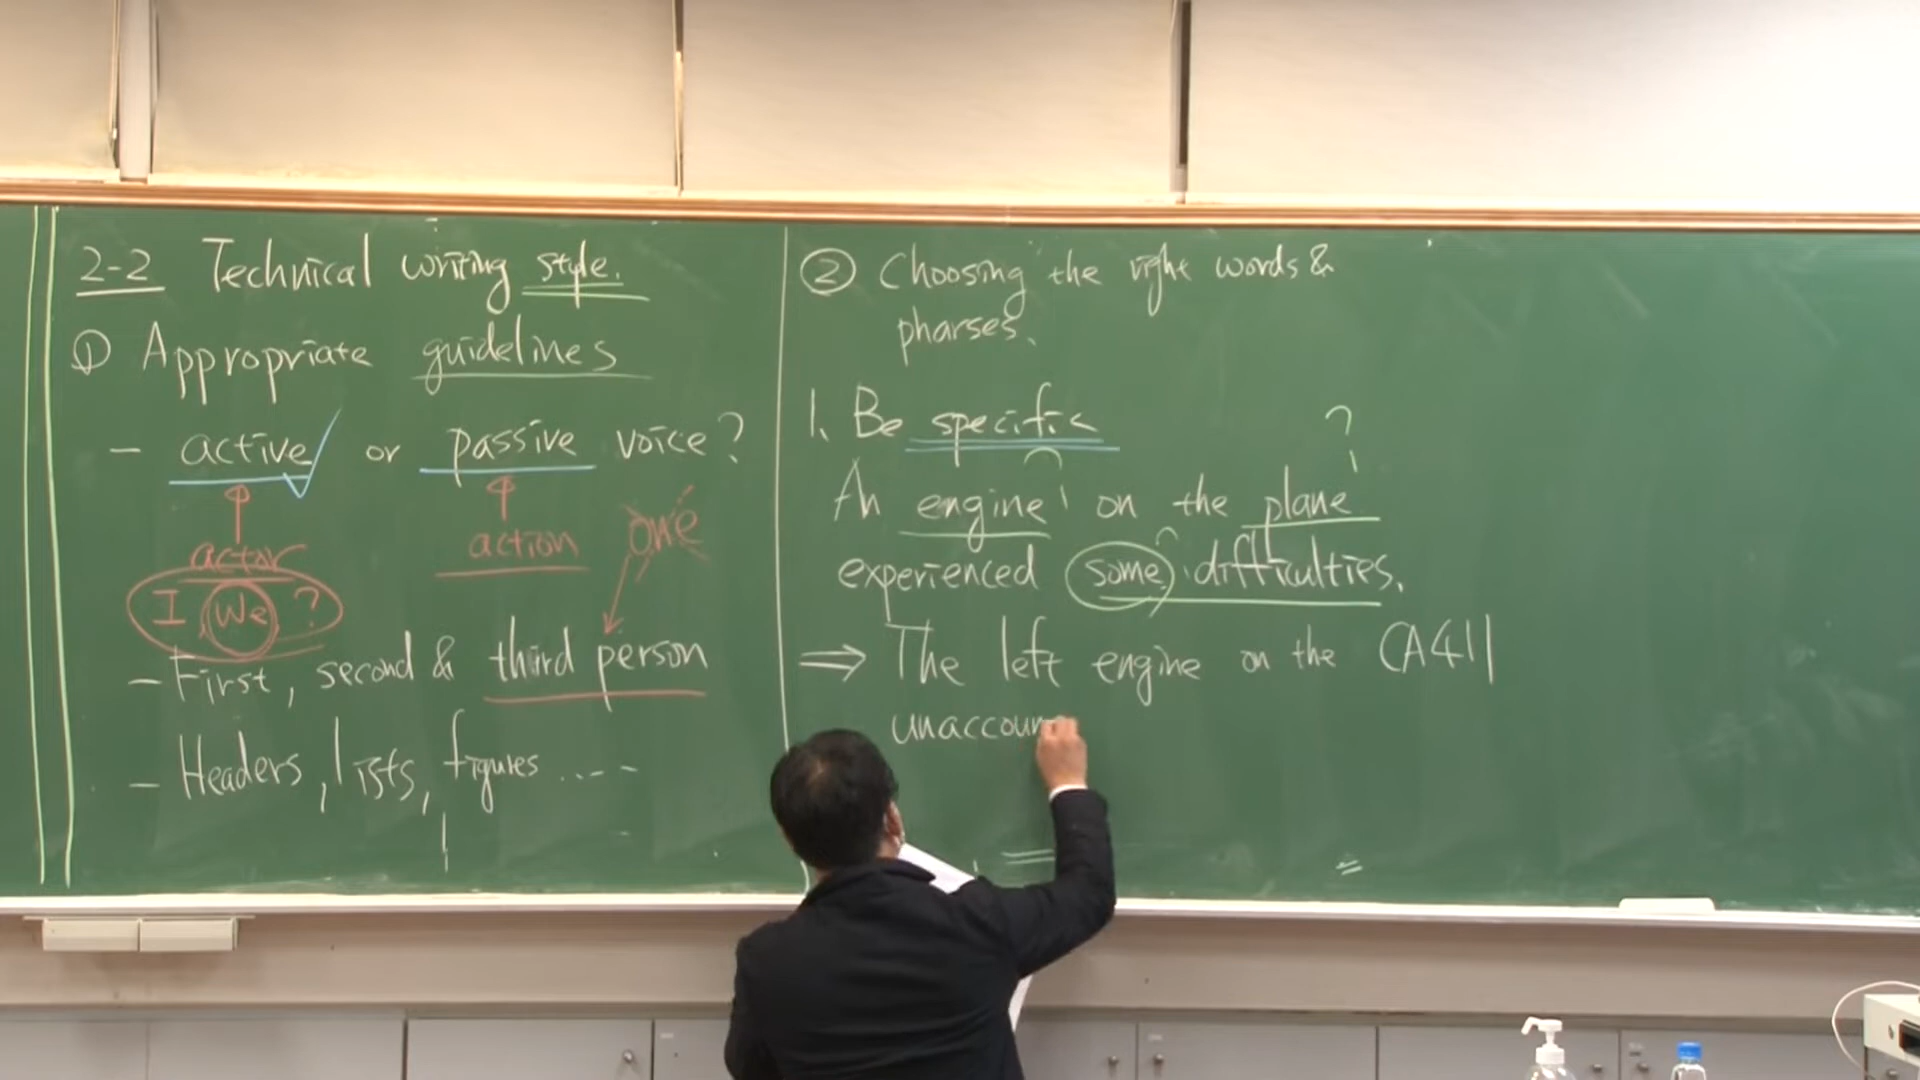 2-2 Technical writing style.
① Appropriate guidelines
- active or passive voice?
actor
action
one
I We ?
- First, second & third person
- Headers, lists, figures ....
② Choosing the right words &
pharses.
1. Be specific
?
An engine on the plane
experienced some difficulties.
⇒ The left engine on the CA411
unaccoun